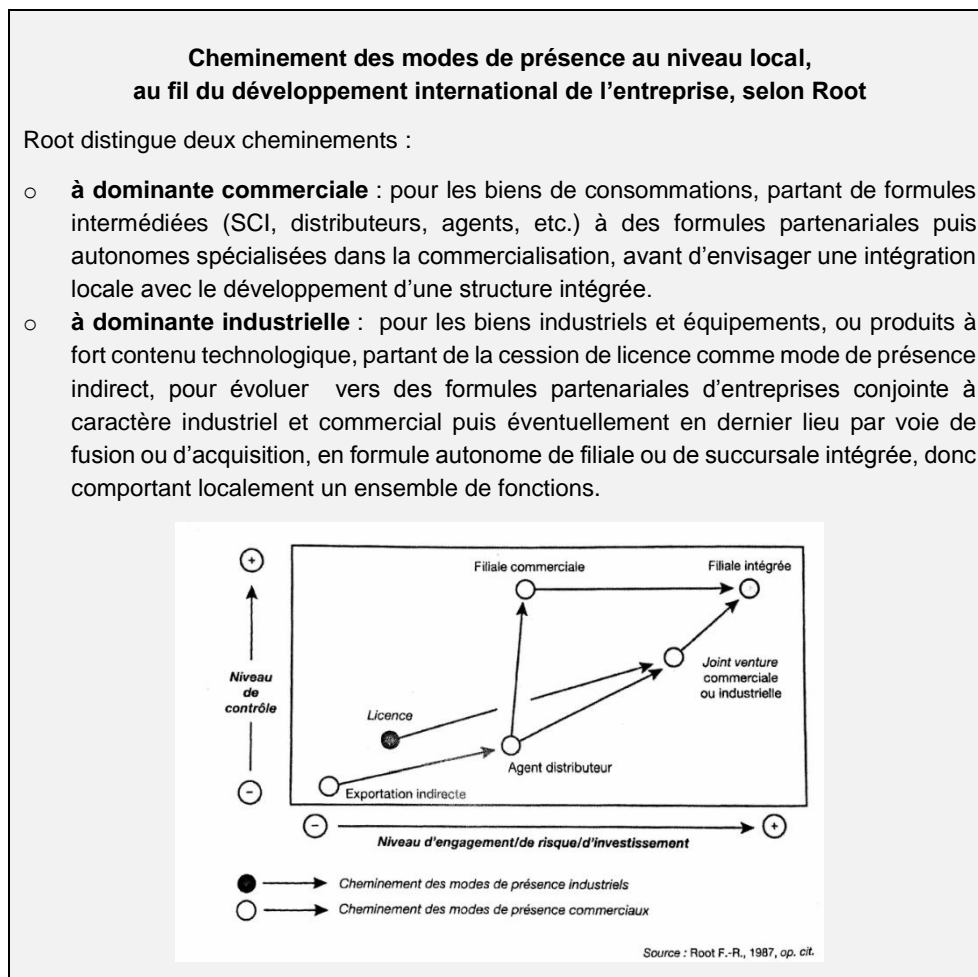 Cheminement des modes de présence au niveau local,
au fil du développement international de l’entreprise, selon Root
Root distingue deux cheminements :
o à dominante commerciale : pour les biens de consommations, partant de formules
intermédiées (SCI, distributeurs, agents, etc.) à des formules partenariales puis
autonomes spécialisées dans la commercialisation, avant d’envisager une intégration
locale avec le développement d’une structure intégrée.
o à dominante industrielle : pour les biens industriels et équipements, ou produits à
fort contenu technologique, partant de la cession de licence comme mode de présence
indirect, pour évoluer vers des formules partenariales d’entreprises conjointe à
caractère industriel et commercial puis éventuellement en dernier lieu par voie de
fusion ou d’acquisition, en formule autonome de filiale ou de succursale intégrée, donc
comportant localement un ensemble de fonctions.
+
Filiale commerciale
Filiale intégrée
Niveau
de
contrôle
Joint venture
commerciale
ou industrielle
Licence
Agent distributeur
−
Exportation indirecte
−
+
Niveau d'engagement/de risque/d'investissement
Cheminement des modes de présence industriels
Cheminement des modes de présence commerciaux
Source : Root F.-R., 1987, op. cit.